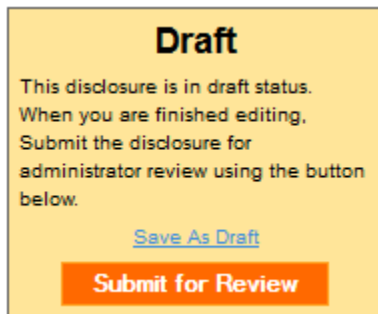 Draft
This disclosure is in draft status.
When you are finished editing,
Submit the disclosure for
administrator review using the button
below.
Save As Draft
Submit for Review